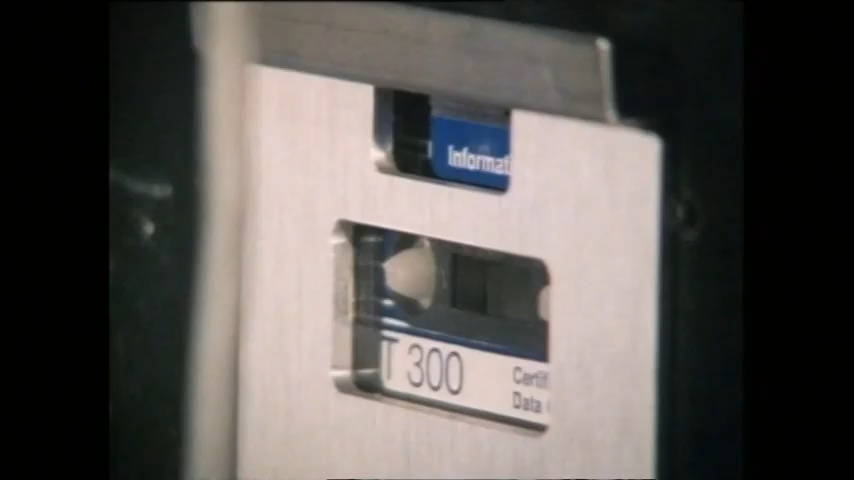 Informat
T 300
Certif
Data